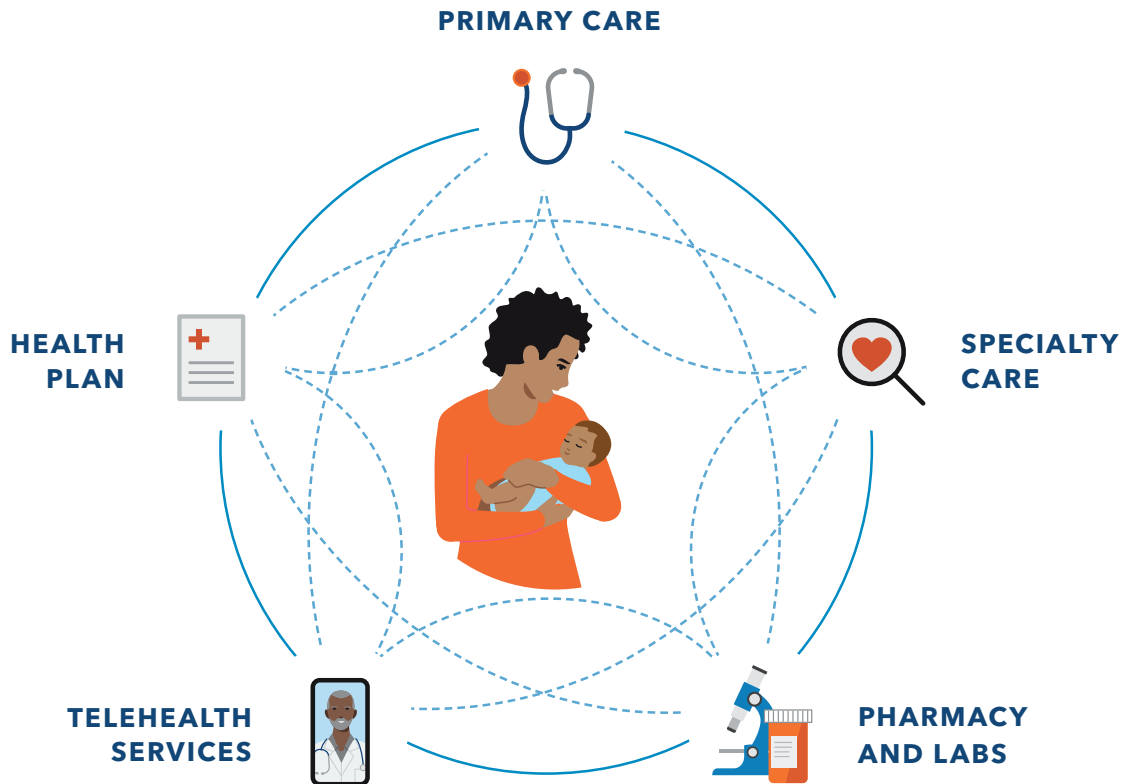 PRIMARY CARE
HEALTH
PLAN
SPECIALTY
CARE
TELEHEALTH
SERVICES
PHARMACY
AND LABS